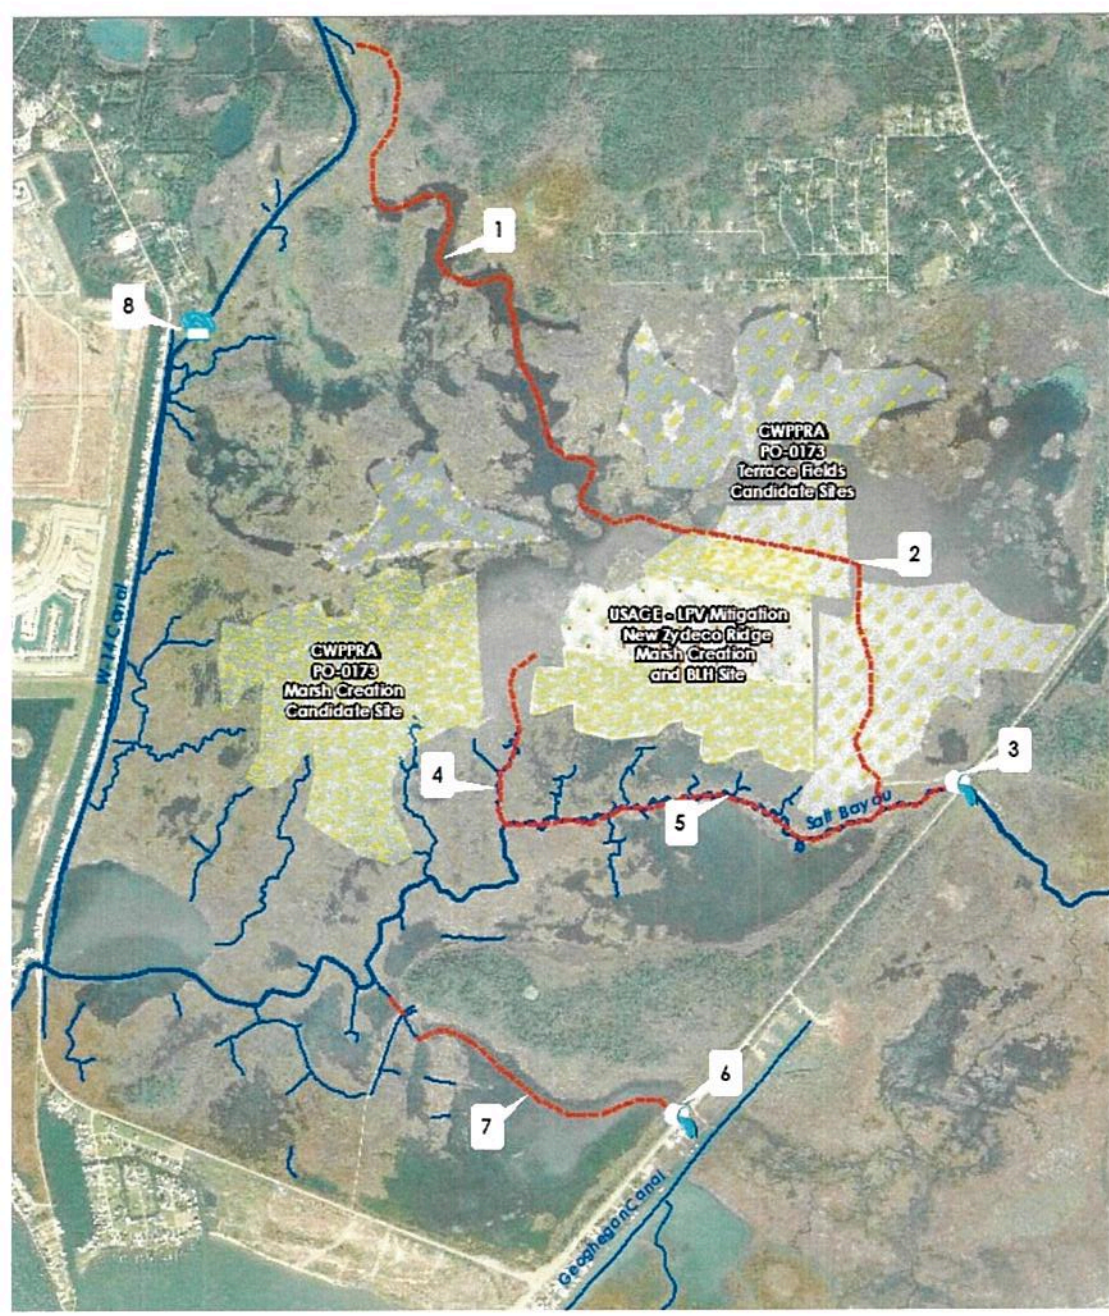 1
8
CWPPRA
PO-0173
Terrace Fields
Candidate Sites
2
W-14 Canal
USACE - LPV Mitigation
New Zydeco Ridge
Marsh Creation
and BLH Site
CWPPRA
PO-0173
Marsh Creation
Candidate Site
3
4
5
Salt Bayou
6
7
Geoghegan Canal